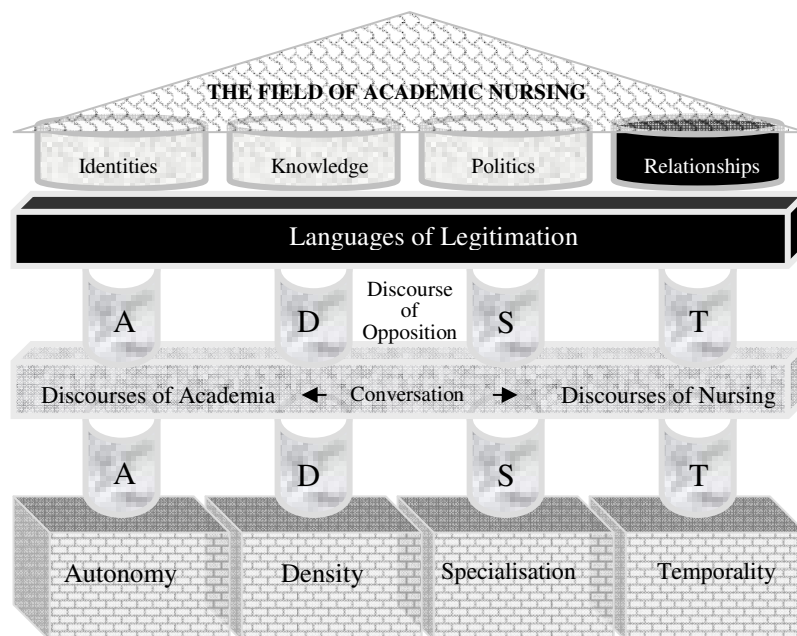 THE FIELD OF ACADEMIC NURSING
Identities Knowledge Politics Relationships
Languages of Legitimation
Discourse
of
Opposition
A D S T
Discourses of Academia Conversation Discourses of Nursing
A D S T
Autonomy Density Specialisation Temporality